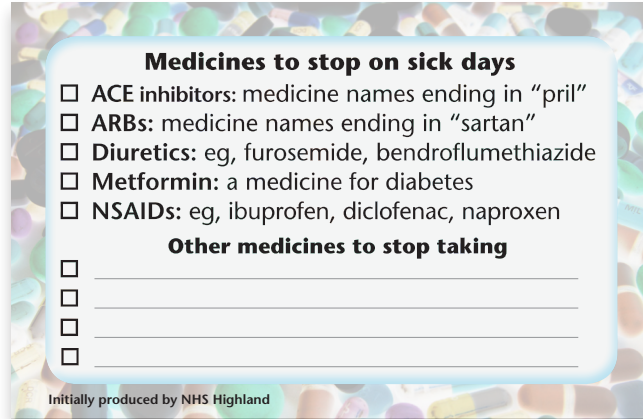 Medicines to stop on sick days
ACE inhibitors: medicine names ending in “pril”
ARBs: medicine names ending in “sartan”
Diuretics: eg, furosemide, bendroflumethiazide
Metformin: a medicine for diabetes
NSAIDs: eg, ibuprofen, diclofenac, naproxen
Other medicines to stop taking
Initially produced by NHS Highland